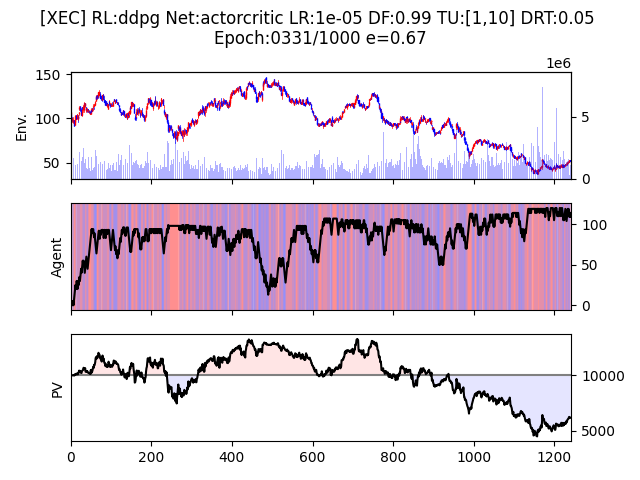 [XEC] RL:ddpg Net:actorcritic LR:1e-05 DF:0.99 TU:[1,10] DRT:0.05
Epoch:0331/1000 e=0.67
1e6
150
100
50
Env.
5
0
Agent
100
50
0
PV
10000
5000
0 200 400 600 800 1000 1200